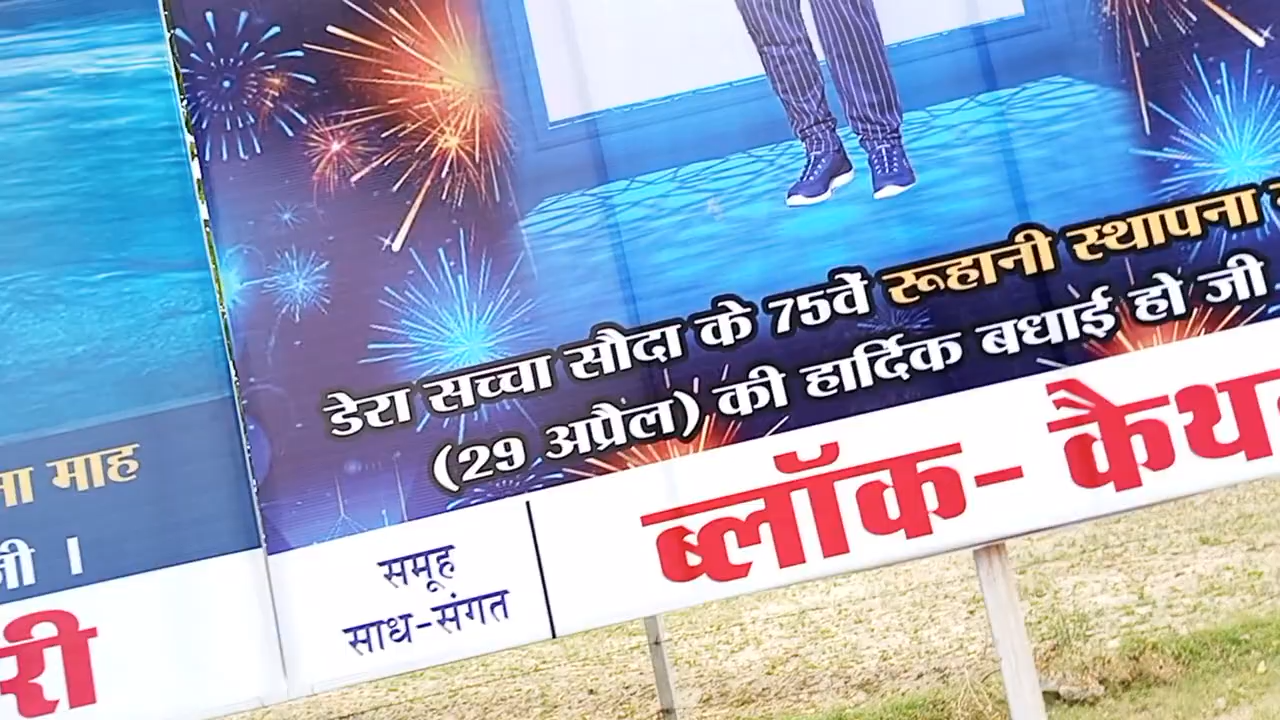 डेरा सच्चा सौदा के 75वें रूहानी स्थापना
(29 अप्रैल) की हार्दिक बधाई हो जी
समूह
साध-संगत
ब्लॉक-
माह